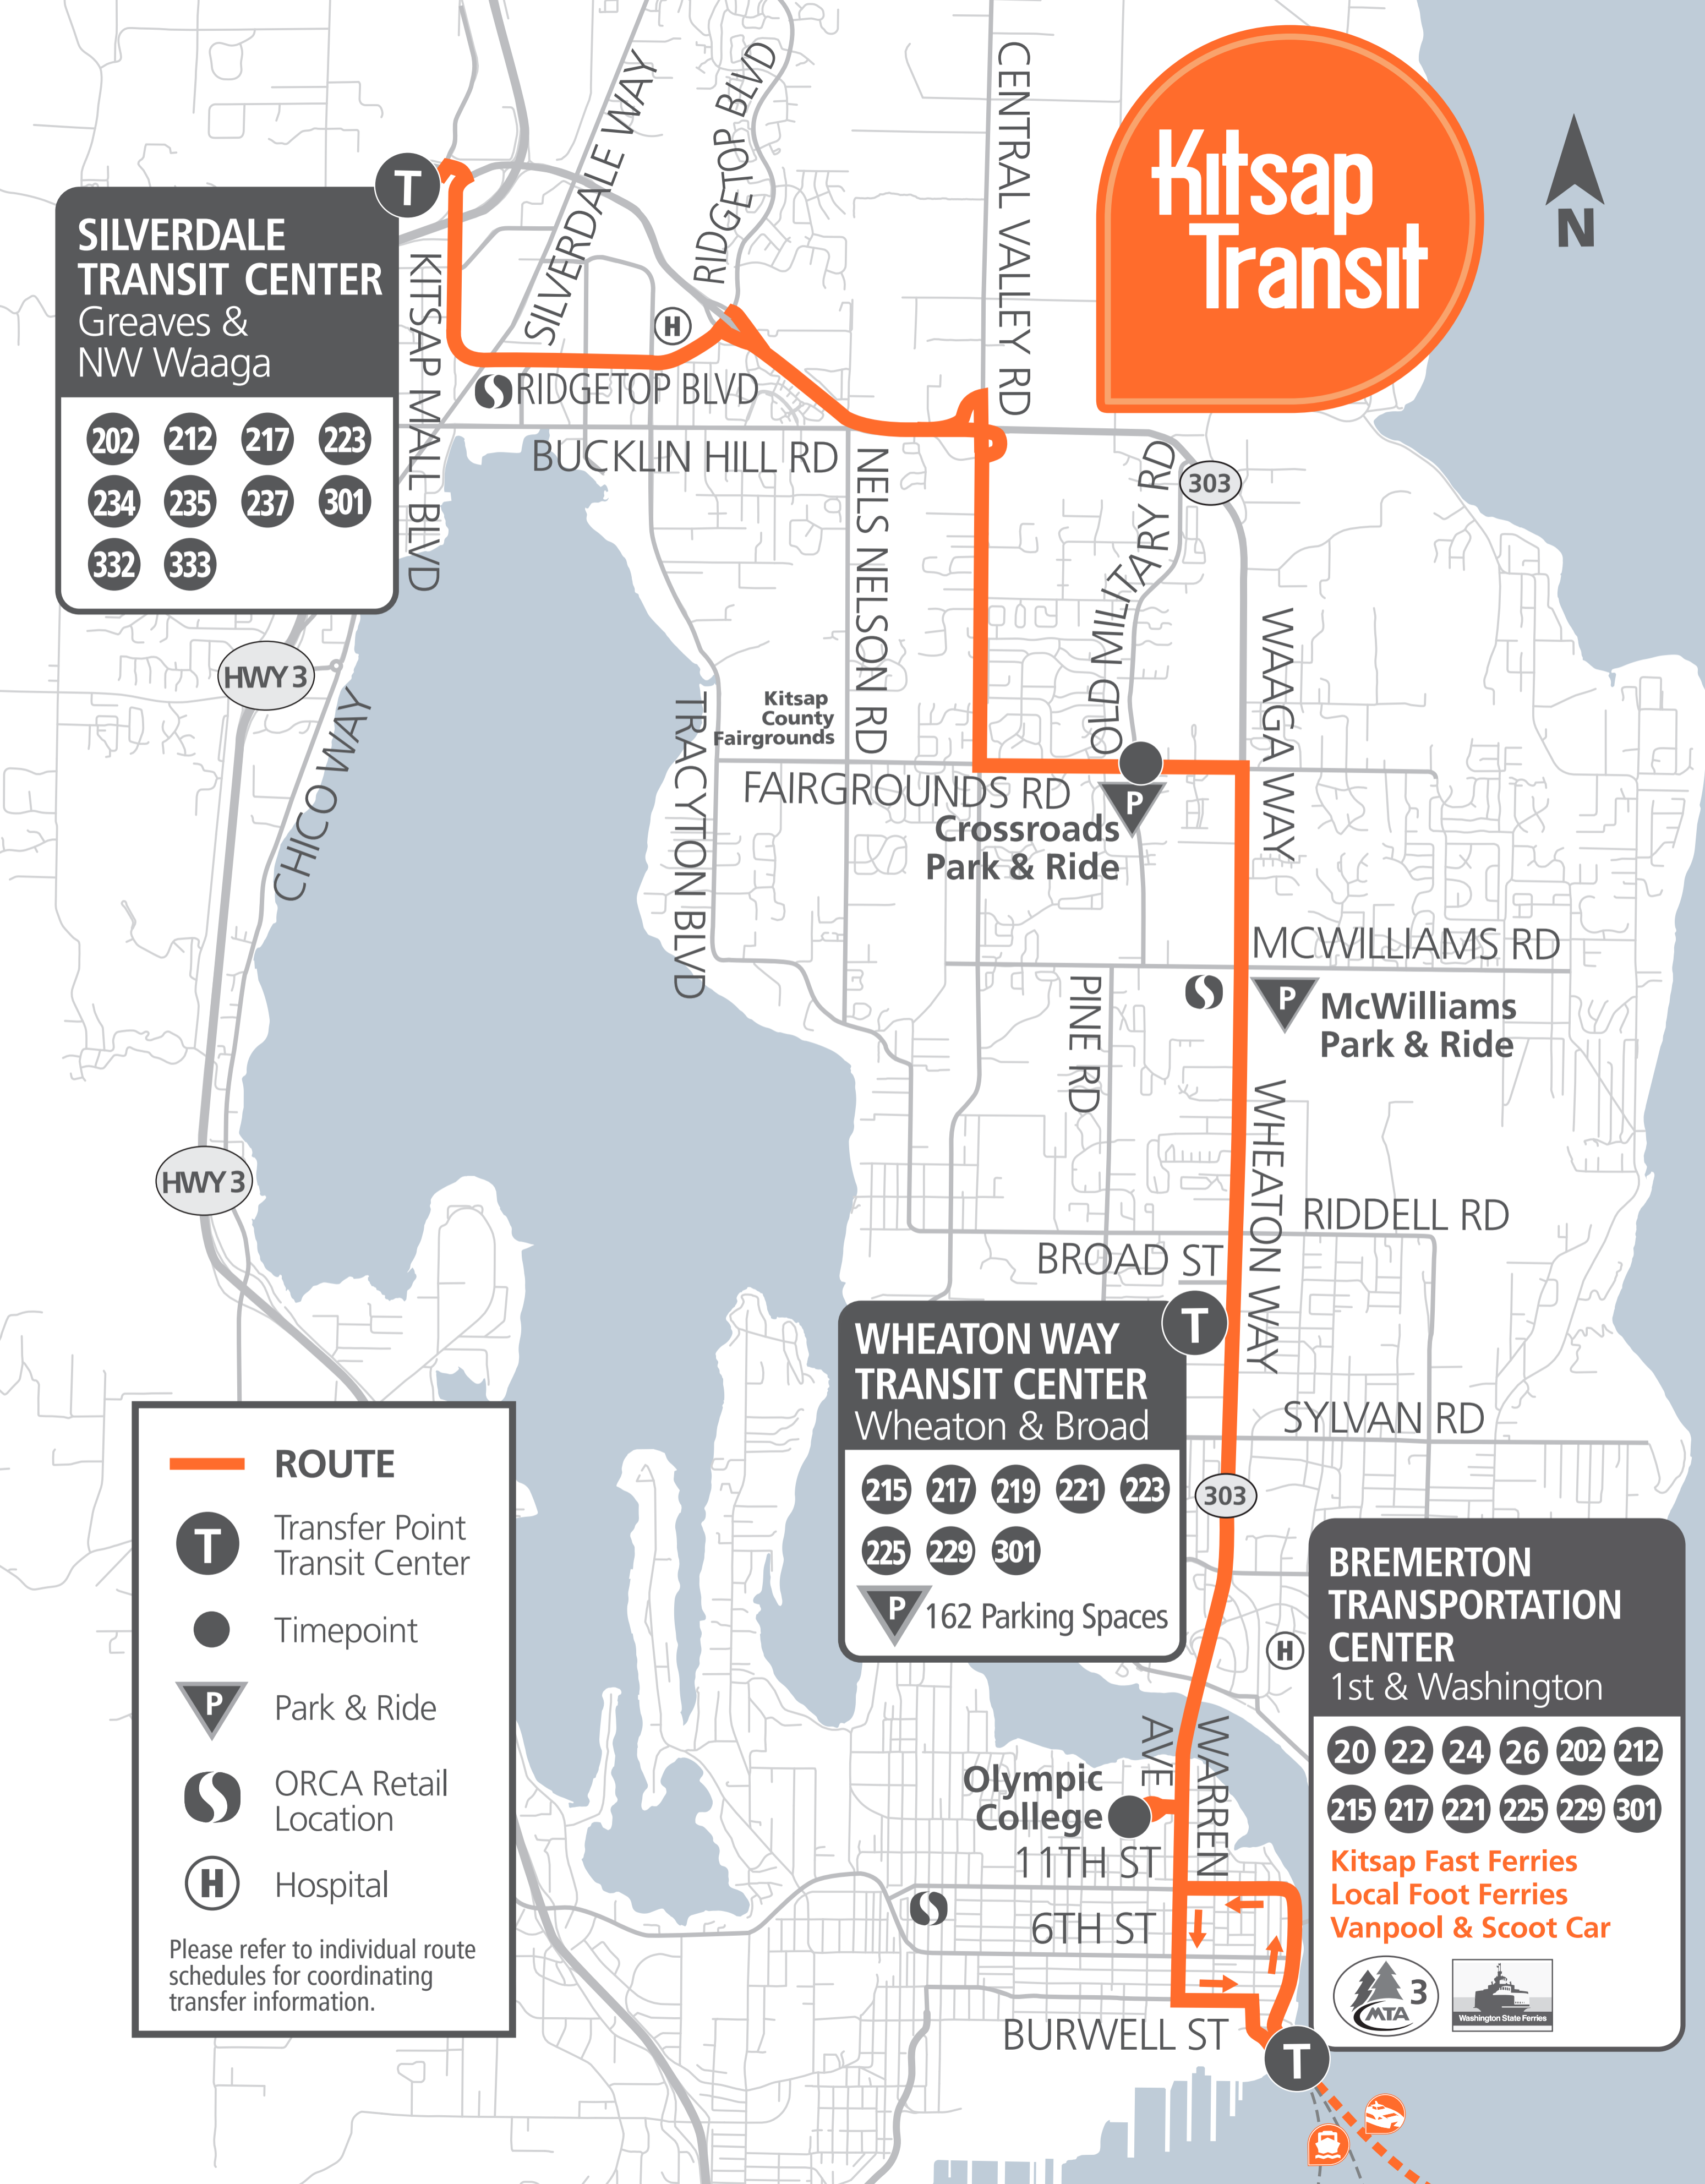 Kitsap
Transit
N
SILVERDALE WAY
RIDGETOP BLVD
CENTRAL VALLEY RD
T
SILVERDALE
TRANSIT CENTER
Greaves &
NW Waaga
202 212 217 223
234 235 237 301
332 333
KITSAP MALL BLVD
H
RIDGETOP BLVD
BUCKLIN HILL RD
NELS NELSON RD
OLD MILITARY RD
303
WAAGA WAY
HWY 3
CHICO WAY
TRACYTON BLVD
Kitsap
County
Fairgrounds
FAIRGROUNDS RD
P
Crossroads
Park & Ride
MCWILLIAMS RD
P
McWilliams
Park & Ride
PINE RD
WHEATON WAY
HWY 3
RIDDELL RD
BROAD ST
T
WHEATON WAY
TRANSIT CENTER
Wheaton & Broad
215 217 219 221 223
225 229 301
P 162 Parking Spaces
SYLVAN RD
303
H
BREMERTON
TRANSPORTATION
CENTER
1st & Washington
20 22 24 26 202 212
215 217 221 225 229 301
Kitsap Fast Ferries
Local Foot Ferries
Vanpool & Scoot Car
MTA 3
Washington State Ferries
WARREN
AVE
Olympic
College
11TH ST
6TH ST
BURWELL ST
T
ROUTE
T Transfer Point
Transit Center
Timepoint
P Park & Ride
ORCA Retail
Location
H Hospital
Please refer to individual route
schedules for coordinating
transfer information.